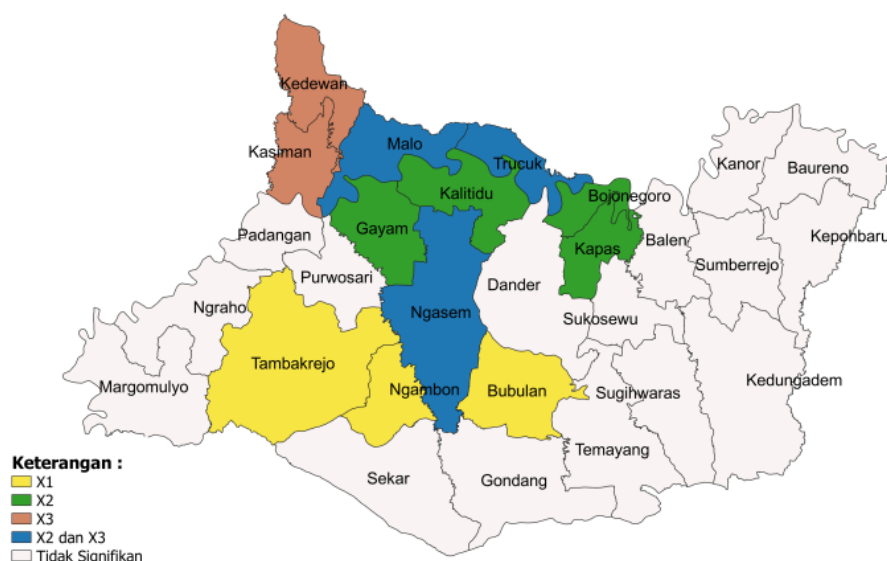 Kedewan
Kasiman
Malo
Trucuk
Kanor
Baureno
Kalitidu
Bojonegoro
Gayam
Padangan
Kapas
Balen
Kepohbaru
Sumberrejo
Purwosari
Dander
Ngraho
Ngasem
Sukosewu
Tambakrejo
Margomulyo
Ngambon
Bubulan
Sugihwaras
Kedungadem
Temayang
Sekar
Gondang
Keterangan :
X1
X2
X3
X2 dan X3
Tidak Signifikan